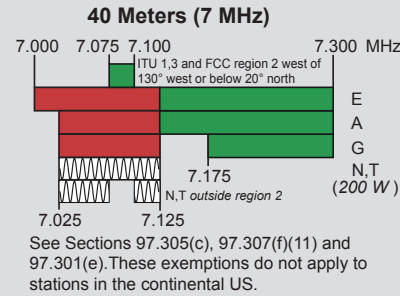 40 Meters (7 MHz)
7.000 7.075 7.100 7.300 MHz
ITU 1,3 and FCC region 2 west of
130° west or below 20° north
E
A
G
7.175
N,T
(200 W)
N,T outside region 2
7.025 7.125
See Sections 97.305(c), 97.307(f)(11) and
97.301(e).These exemptions do not apply to
stations in the continental US.